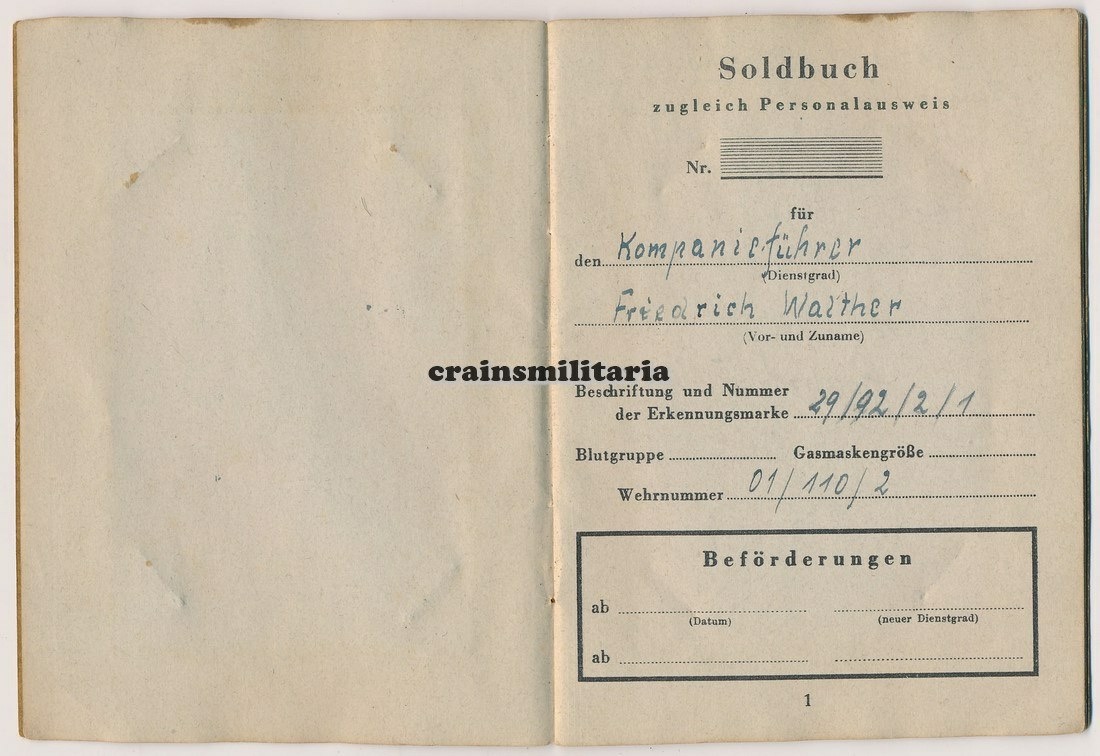 Soldbuch
zugleich Personalausweis
Nr.
für
den Kompanieführer
(Dienstgrad)
Friedrich Walther
(Vor- und Zuname)
crainsmilitaria
Beschriftung und Nummer
der Erkennungsmarke 29/92/2/1
Blutgruppe Gasmaskengröße
Wehrnummer 01/110/2
Beförderungen
ab
(Datum) (neuer Dienstgrad)
ab
1